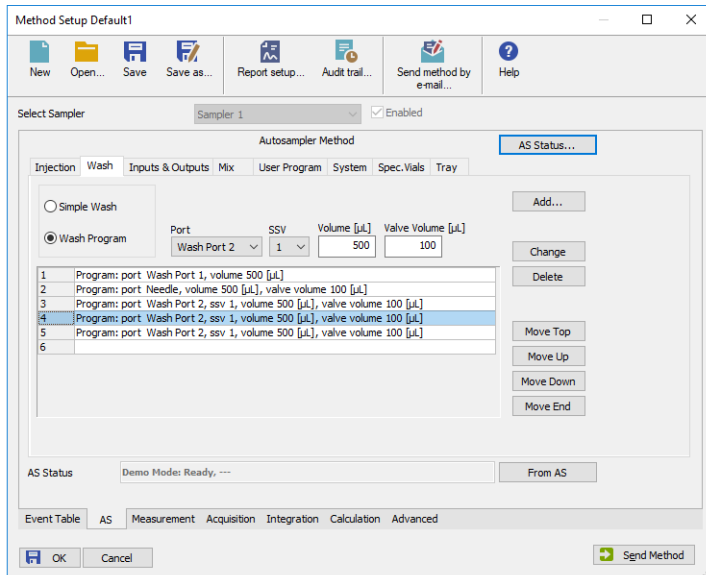 Method Setup Default1
New Open... Save Save as... Report setup... Audit trail... Send method by e-mail... Help
Select Sampler Sampler 1 Enabled
Autosampler Method AS Status...
Injection Wash Inputs & Outputs Mix User Program System Spec.Vials Tray
Simple Wash Add...
Port SSV Volume [µL] Valve Volume [µL]
Wash Program Wash Port 2 1 500 100 Change
1 Program: port Wash Port 1, volume 500 [µL] Delete
2 Program: port Needle, volume 500 [µL], valve volume 100 [µL]
3 Program: port Wash Port 2, ssv 1, volume 500 [µL], valve volume 100 [µL]
4 Program: port Wash Port 2, ssv 1, volume 500 [µL], valve volume 100 [µL]
5 Program: port Wash Port 2, ssv 1, volume 500 [µL], valve volume 100 [µL] Move Top
6
Move Up
Move Down
Move End
AS Status Demo Mode: Ready, --- From AS
Event Table AS Measurement Acquisition Integration Calculation Advanced
OK Cancel Send Method